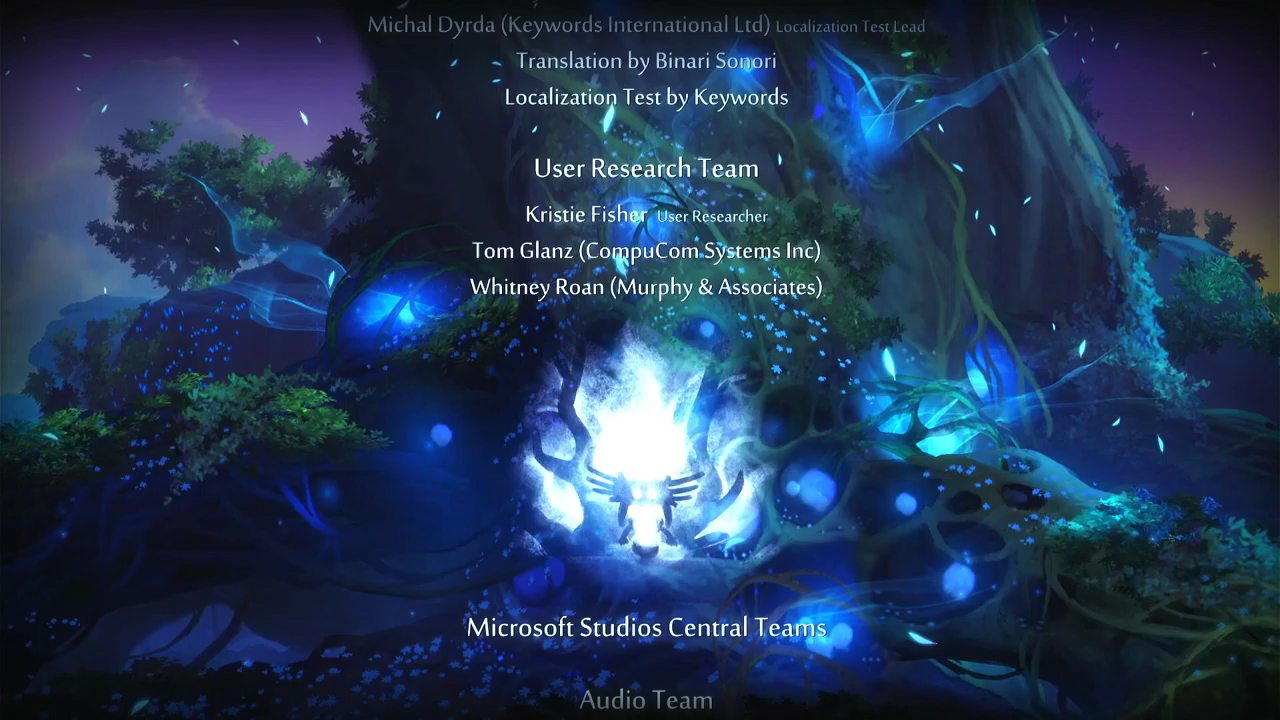 Michal Dyrda (Keywords International Ltd) Localization Test Lead
Translation by Binari Sonori
Localization Test by Keywords
User Research Team
Kristie Fisher User Researcher
Tom Glanz (CompuCom Systems Inc)
Whitney Roan (Murphy & Associates)
Microsoft Studios Central Teams
Audio Team